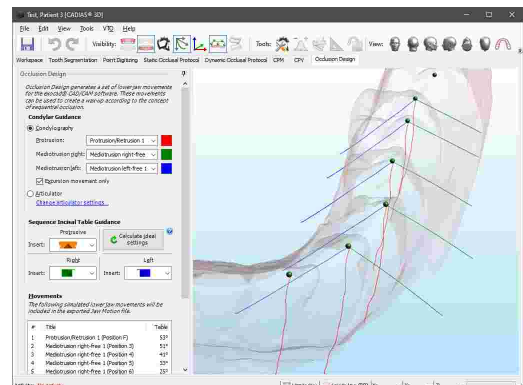 Test, Patient 3 [CADIAS® 3D]
File Edit View Tools VTO Help
Visibility: Tools: View:
Workspace Tooth Segmentation Point Digitizing Static Occlusal Protocol Dynamic Occlusal Protocol CPM CPV Occlusion Design
Occlusion Design
Occlusion Design generates a set of lower jaw movements
for the exocad® CAD/CAM software. These movements
can be used to create a wax-up according to the concept
of sequential occlusion.
Condylar Guidance
Condylography
Protrusion: Protrusion/Retrusion 1
Mediotrusion right: Mediotrusion right-free
Mediotrusion left: Mediotrusion left-free 1
Excursion movement only
Articulator
Change articulator settings...
Sequence Incisal Table Guidance
Protrusive
Insert: Calculate ideal
settings
Right Left
Insert: Insert:
Movements
The following simulated lower jaw movements will be
included in the exported Jaw Motion file.
# Title Table
1 Protrusion/Retrusion 1 (Position F) 53°
2 Mediotrusion right-free 1 (Position 3) 51°
3 Mediotrusion right-free 1 (Position 4) 41°
4 Mediotrusion right-free 1 (Position 5) 33°
5 Mediotrusion right-free 1 (Position 6) 25°